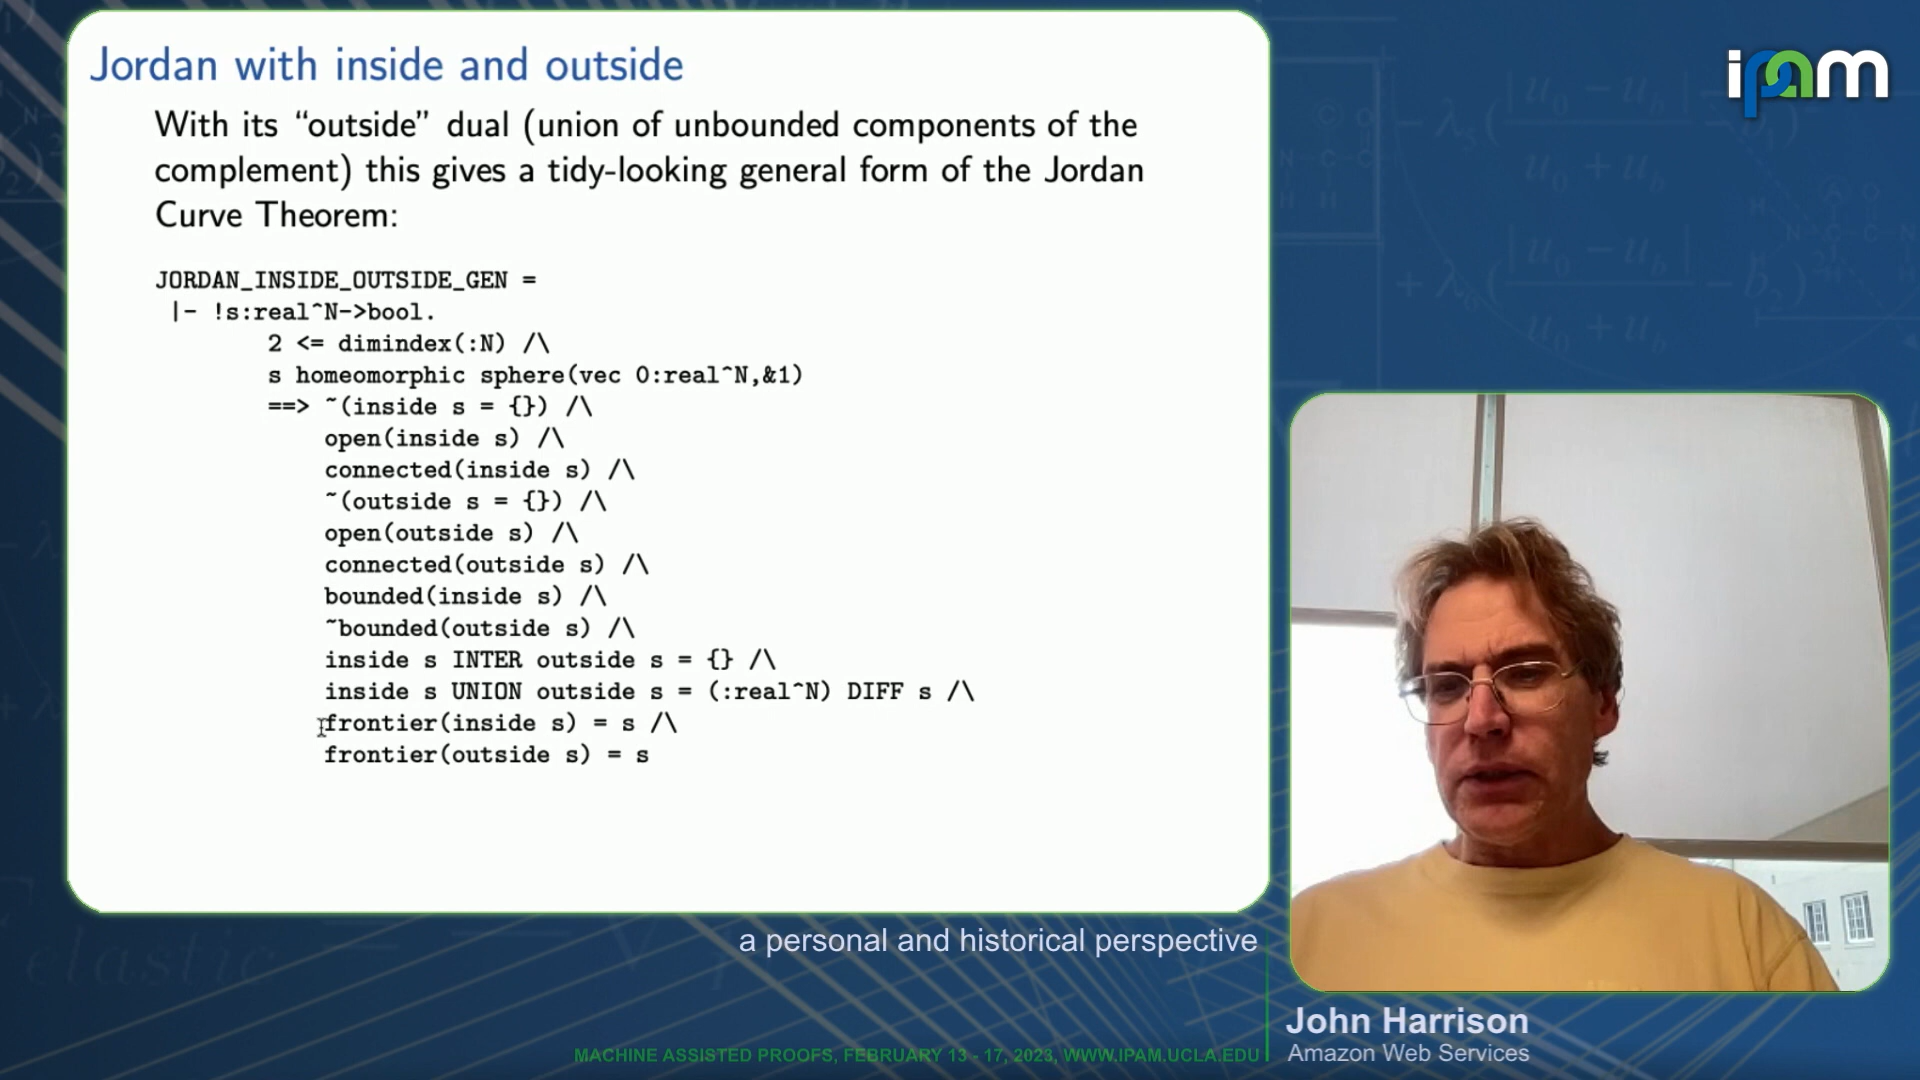 Jordan with inside and outside
With its “outside” dual (union of unbounded components of the
complement) this gives a tidy-looking general form of the Jordan
Curve Theorem:
JORDAN_INSIDE_OUTSIDE_GEN =
|- !s:real^N->bool.
2 <= dimindex(:N) /\
s homeomorphic sphere(vec 0:real^N,&1)
==> ~(inside s = {}) /\
open(inside s) /\
connected(inside s) /\
~(outside s = {}) /\
open(outside s) /\
connected(outside s) /\
bounded(inside s) /\
~bounded(outside s) /\
inside s INTER outside s = {} /\
inside s UNION outside s = (:real^N) DIFF s /\
frontier(inside s) = s /\
frontier(outside s) = s
ipam
a personal and historical perspective
John Harrison
Amazon Web Services
MACHINE ASSISTED PROOFS, FEBRUARY 13 - 17, 2023, WWW.IPAM.UCLA.EDU
elastic